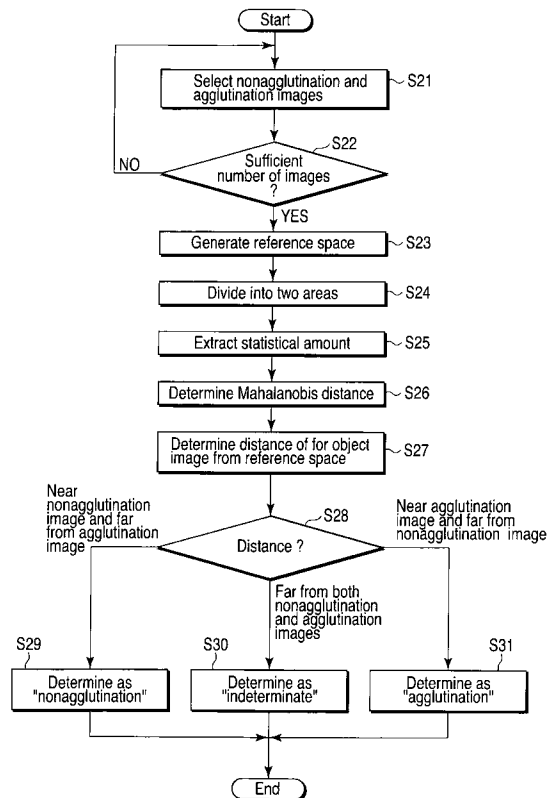 Start
Select nonagglutination and
agglutination images
S21
S22
NO
Sufficient
number of images
?
YES
Generate reference space
S23
Divide into two areas
S24
Extract statistical amount
S25
Determine Mahalanobis distance
S26
Determine distance of for object
image from reference space
S27
Near
nonagglutination
image and far
from agglutination
image
S28
Distance ?
Near agglutination
image and far from
nonagglutination image
Far from both
nonagglutination
and agglutination
images
S29
Determine as
"nonagglutination"
S30
Determine as
"indeterminate"
S31
Determine as
"agglutination"
End